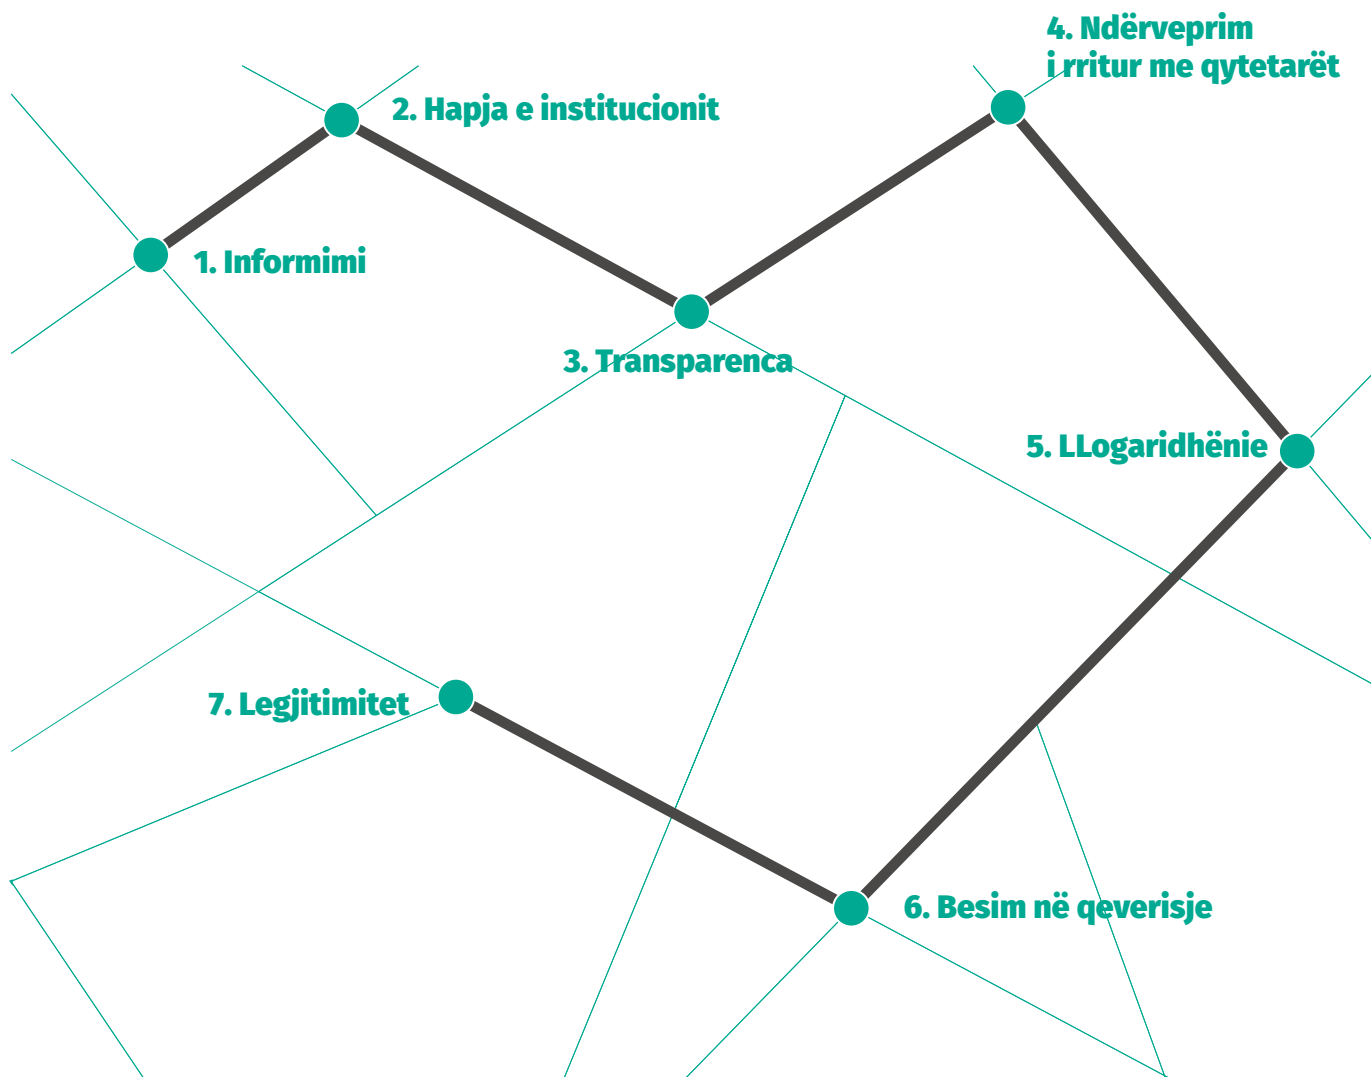 1. Informimi
2. Hapja e institucionit
3. Transparenca
4. Ndërveprim
i rritur me qytetarët
5. LLogaridhënie
6. Besim në qeverisje
7. Legjitimitet